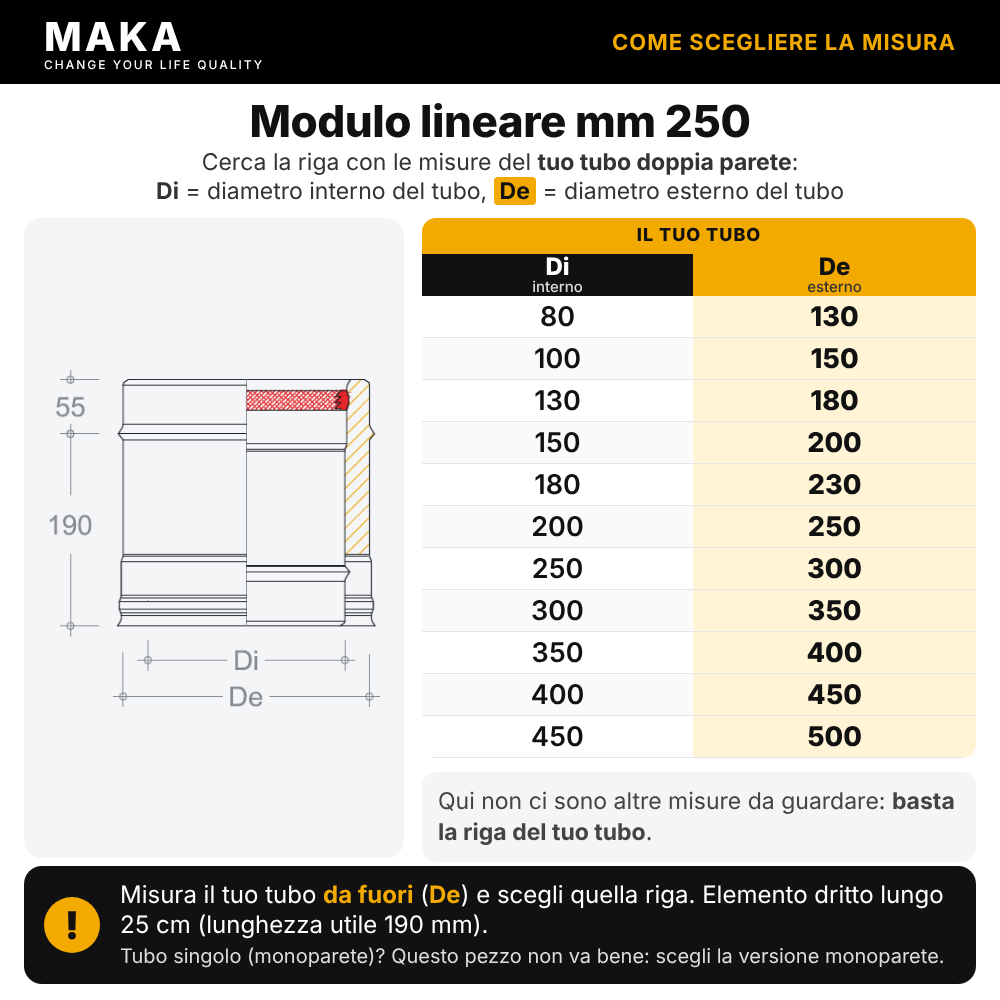 MAKA
CHANGE YOUR LIFE QUALITY
COME SCEGLIERE LA MISURA
Modulo lineare mm 250
Cerca la riga con le misure del tuo tubo doppia parete:
Di = diametro interno del tubo, De = diametro esterno del tubo
55
190
Di
De
IL TUO TUBO
Di De
interno esterno
80 130
100 150
130 180
150 200
180 230
200 250
250 300
300 350
350 400
400 450
450 500
Qui non ci sono altre misure da guardare: basta
la riga del tuo tubo.
!
Misura il tuo tubo da fuori (De) e scegli quella riga. Elemento dritto lungo
25 cm (lunghezza utile 190 mm).
Tubo singolo (monoparete)? Questo pezzo non va bene: scegli la versione monoparete.